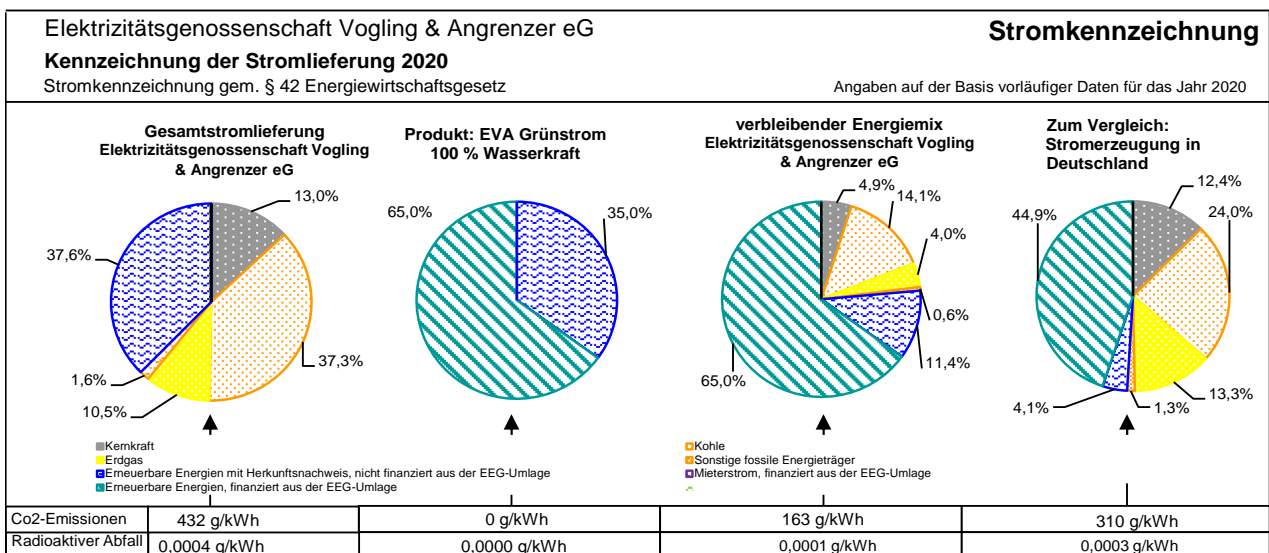 Elektrizitätsgenossenschaft Vogling & Angrenzer eG
Stromkennzeichnung
Kennzeichnung der Stromlieferung 2020
Stromkennzeichnung gem. § 42 Energiewirtschaftsgesetz
Angaben auf der Basis vorläufiger Daten für das Jahr 2020
Gesamtstromlieferung
Elektrizitätsgenossenschaft Vogling
& Angrenzer eG
13,0%
37,6%
37,3%
1,6%
10,5%
Produkt: EVA Grünstrom
100 % Wasserkraft
65,0%
35,0%
verbleibender Energiemix
Elektrizitätsgenossenschaft Vogling
& Angrenzer eG
4,9%
14,1%
4,0%
0,6%
11,4%
65,0%
Zum Vergleich:
Stromerzeugung in
Deutschland
12,4%
44,9%
24,0%
4,1%
1,3%
13,3%
Kernkraft
Kohle
Erdgas
Sonstige fossile Energieträger
Erneuerbare Energien mit Herkunftsnachweis, nicht finanziert aus der EEG-Umlage
Mieterstrom, finanziert aus der EEG-Umlage
Erneuerbare Energien, finanziert aus der EEG-Umlage
Co2-Emissionen 432 g/kWh 0 g/kWh 163 g/kWh 310 g/kWh
Radioaktiver Abfall 0,0004 g/kWh 0,0000 g/kWh 0,0001 g/kWh 0,0003 g/kWh